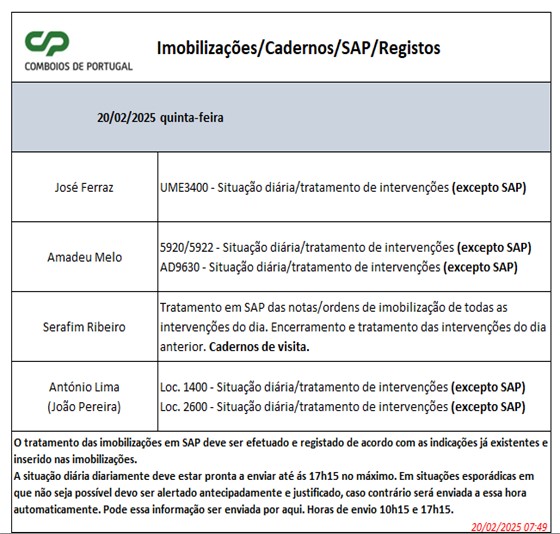 CP
COMBOIOS DE PORTUGAL
Imobilizações/Cadernos/SAP/Registos
20/02/2025 quinta-feira
José Ferraz
UME3400 - Situação diária/tratamento de intervenções (excepto SAP)
Amadeu Melo
5920/5922 - Situação diária/tratamento de intervenções (excepto SAP)
AD9630 - Situação diária/tratamento de intervenções (excepto SAP)
Serafim Ribeiro
Tratamento em SAP das notas/ordens de imobilização de todas as
intervenções do dia. Encerramento e tratamento das intervenções do dia
anterior. Cadernos de visita.
António Lima
(João Pereira)
Loc. 1400 - Situação diária/tratamento de intervenções (excepto SAP)
Loc. 2600 - Situação diária/tratamento de intervenções (excepto SAP)
O tratamento das imobilizações em SAP deve ser efetuado e registado de acordo com as indicações já existentes e
inserido nas imobilizações.
A situação diária diariamente deve estar pronta a enviar até ás 17h15 no máximo. Em situações esporádicas em
que não seja possível devo ser alertado antecipadamente e justificado, caso contrário será enviada a essa hora
automaticamente. Pode essa informação ser enviada por aqui. Horas de envio 10h15 e 17h15.
20/02/2025 07:49